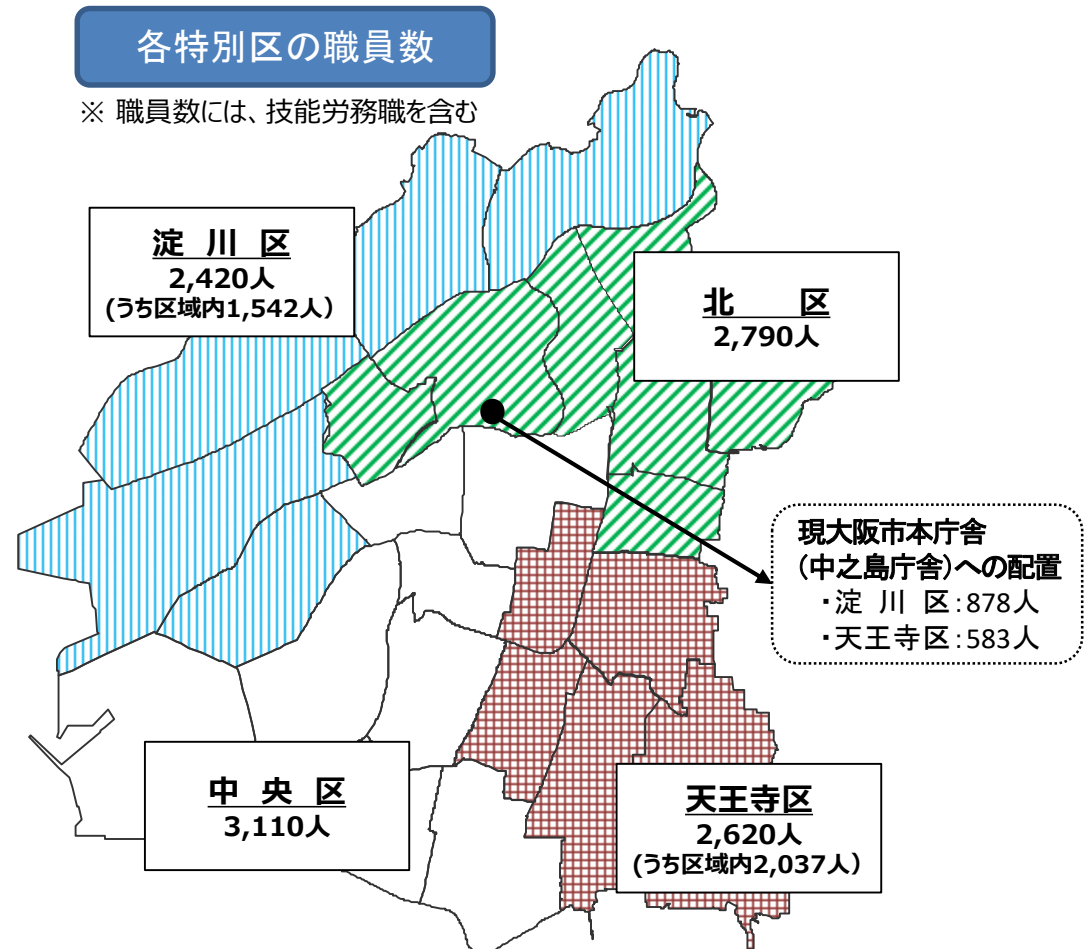 各特別区の職員数
※ 職員数には、技能労務職を含む
淀 川 区
2,420人
(うち区域内1,542人)
北 区
2,790人
現大阪市本庁舎
(中之島庁舎)への配置
・淀 川 区:878人
・天王寺区:583人
中 央 区
3,110人
天王寺区
2,620人
(うち区域内2,037人)